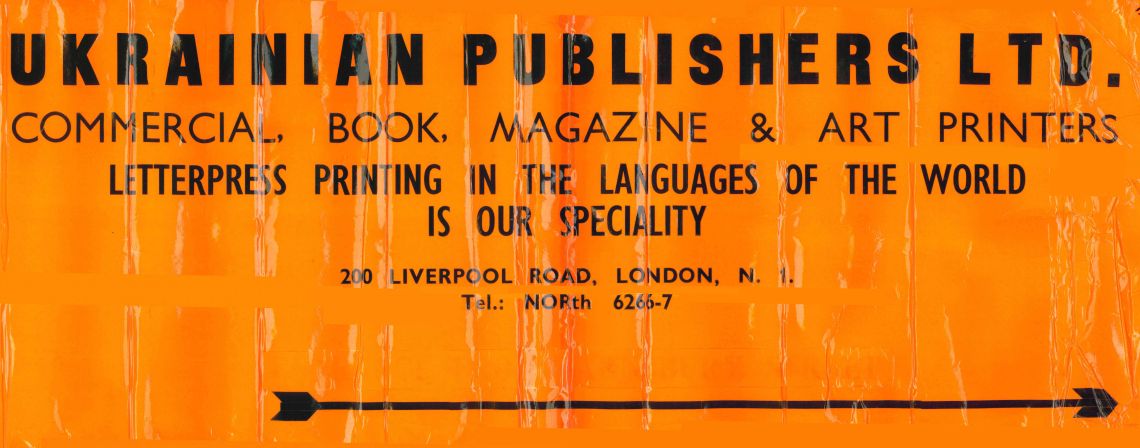 UKRAINIAN PUBLISHERS LTD.
COMMERCIAL, BOOK, MAGAZINE & ART PRINTERS
LETTERPRESS PRINTING IN THE LANGUAGES OF THE WORLD
IS OUR SPECIALITY
200 LIVERPOOL ROAD, LONDON, N. 1.
Tel.: NORth 6266-7